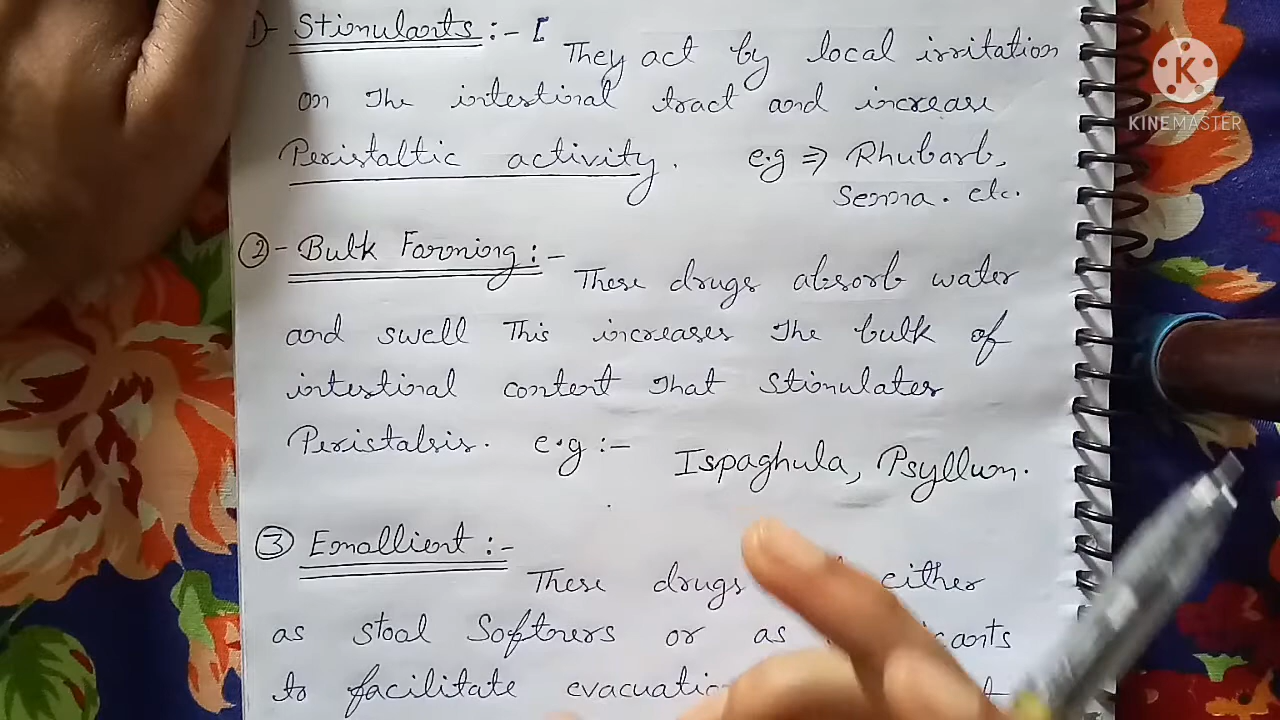 1)- Stimulants :- [ They act by local irritation
on the intestinal tract and increase
Peristaltic activity. e.g ⇒ Rhubarb,
Senna. etc.
②- Bulk Forming :- These drugs absorb water
and swell This increases the bulk of
intestinal content that stimulates
Peristalsis. e.g :- Ispaghula, Psyllium.
③ Emollient :- These drugs either
as stool Softners or as
to facilitate
K
KINEMASTER